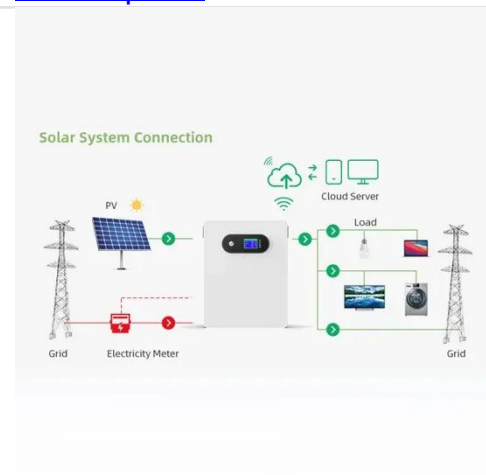 Solar System Connection
Cloud Server
PV
Load
Grid
Electricity Meter
Grid